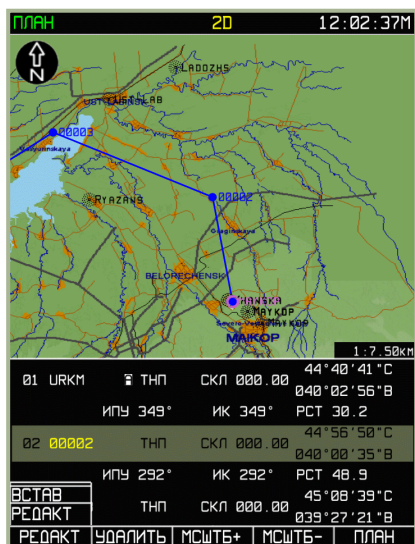 ПЛАН 2D 12:02:37М
N
LADOZHS
UST-LAB
00003
00002
RYAZANS
Giaginskaya
BELORECHENSK
HANSKA
MAYKOP
MAIKOP
1:7.50км
01 URKM ТНП СКЛ 000.00 44°40'41"С
040°02'56"В
ИПУ 349° ИК 349° РСТ 30.2
02 00002 ТНП СКЛ 000.00 44°56'50"С
040°00'35"В
ИПУ 292° ИК 292° РСТ 48.9
ВСТАВ
РЕДАКТ
ТНП СКЛ 000.00 45°08'39"С
039°27'21"В
РЕДАКТ УДАЛИТЬ МСШТБ+ МСШТБ- ПЛАН